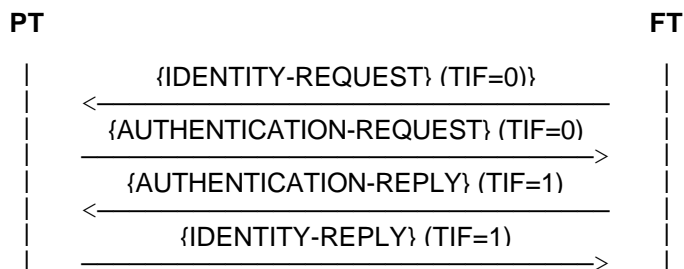 PT FT
{IDENTITY-REQUEST} (TIF=0)}
{AUTHENTICATION-REQUEST} (TIF=0)
{AUTHENTICATION-REPLY} (TIF=1)
{IDENTITY-REPLY} (TIF=1)